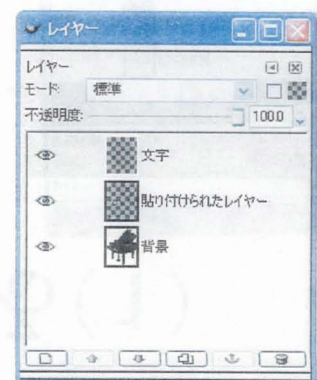 レイヤー
レイヤー
モード: 標準
不透明度: 100.0
文字
貼り付けられたレイヤー
背景